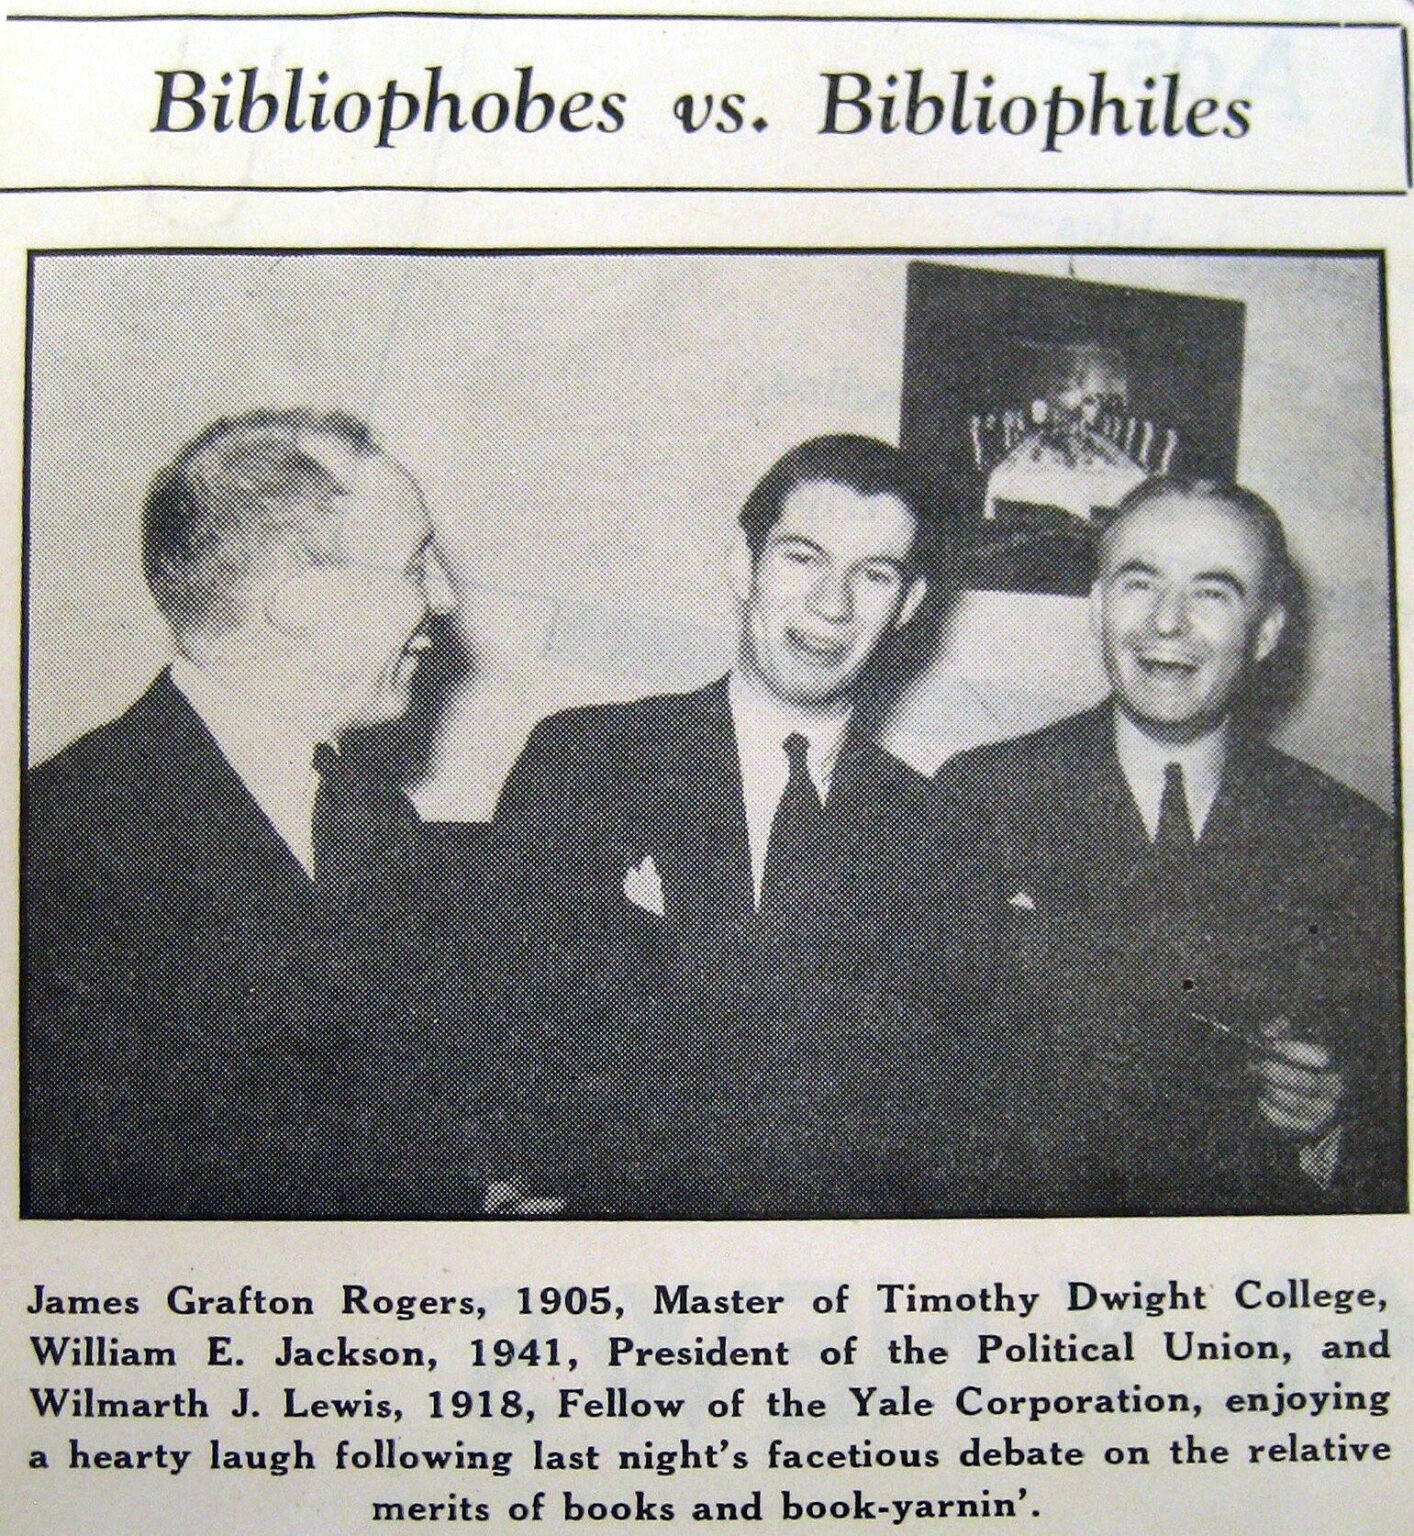 Bibliophobes vs. Bibliophiles
James Grafton Rogers, 1905, Master of Timothy Dwight College,
William E. Jackson, 1941, President of the Political Union, and
Wilmarth J. Lewis, 1918, Fellow of the Yale Corporation, enjoying
a hearty laugh following last night's facetious debate on the relative
merits of books and book-yarnin'.